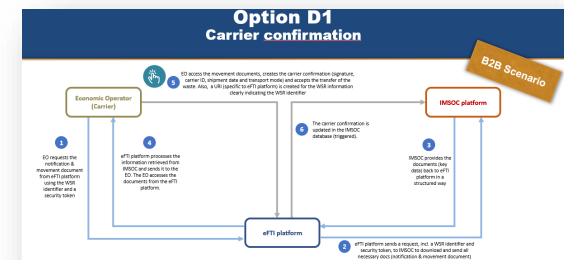 Option D1
Carrier confirmation
B2B Scenario
5
EO access the movement documents, creates the carrier confirmation (signature,
carrier ID, shipment date and transport mode) and accepts the transfer of the
waste. Also, a URI (specific to eFTI platform) is created for the WSR information
clearly indicating the WSR identifier
Economic Operator
(Carrier)
IMSOC platform
1
EO requests the
notification &
movement document
from eFTI platform
using the WSR
identifier and a
security token
4
eFTI platform processes the
information retrieved from
IMSOC and sends it to the
EO. The EO accesses the
documents from the eFTI
platform.
6
The carrier confirmation is
updated in the IMSOC
database (triggered).
3
IMSOC provides the
documents (key
data) back to eFTI
platform in a
structured way
eFTI platform
2
eFTI platform sends a request, incl. a WSR identifier and
security token, to IMSOC to download and send all
necessary docs (notification & movement document)